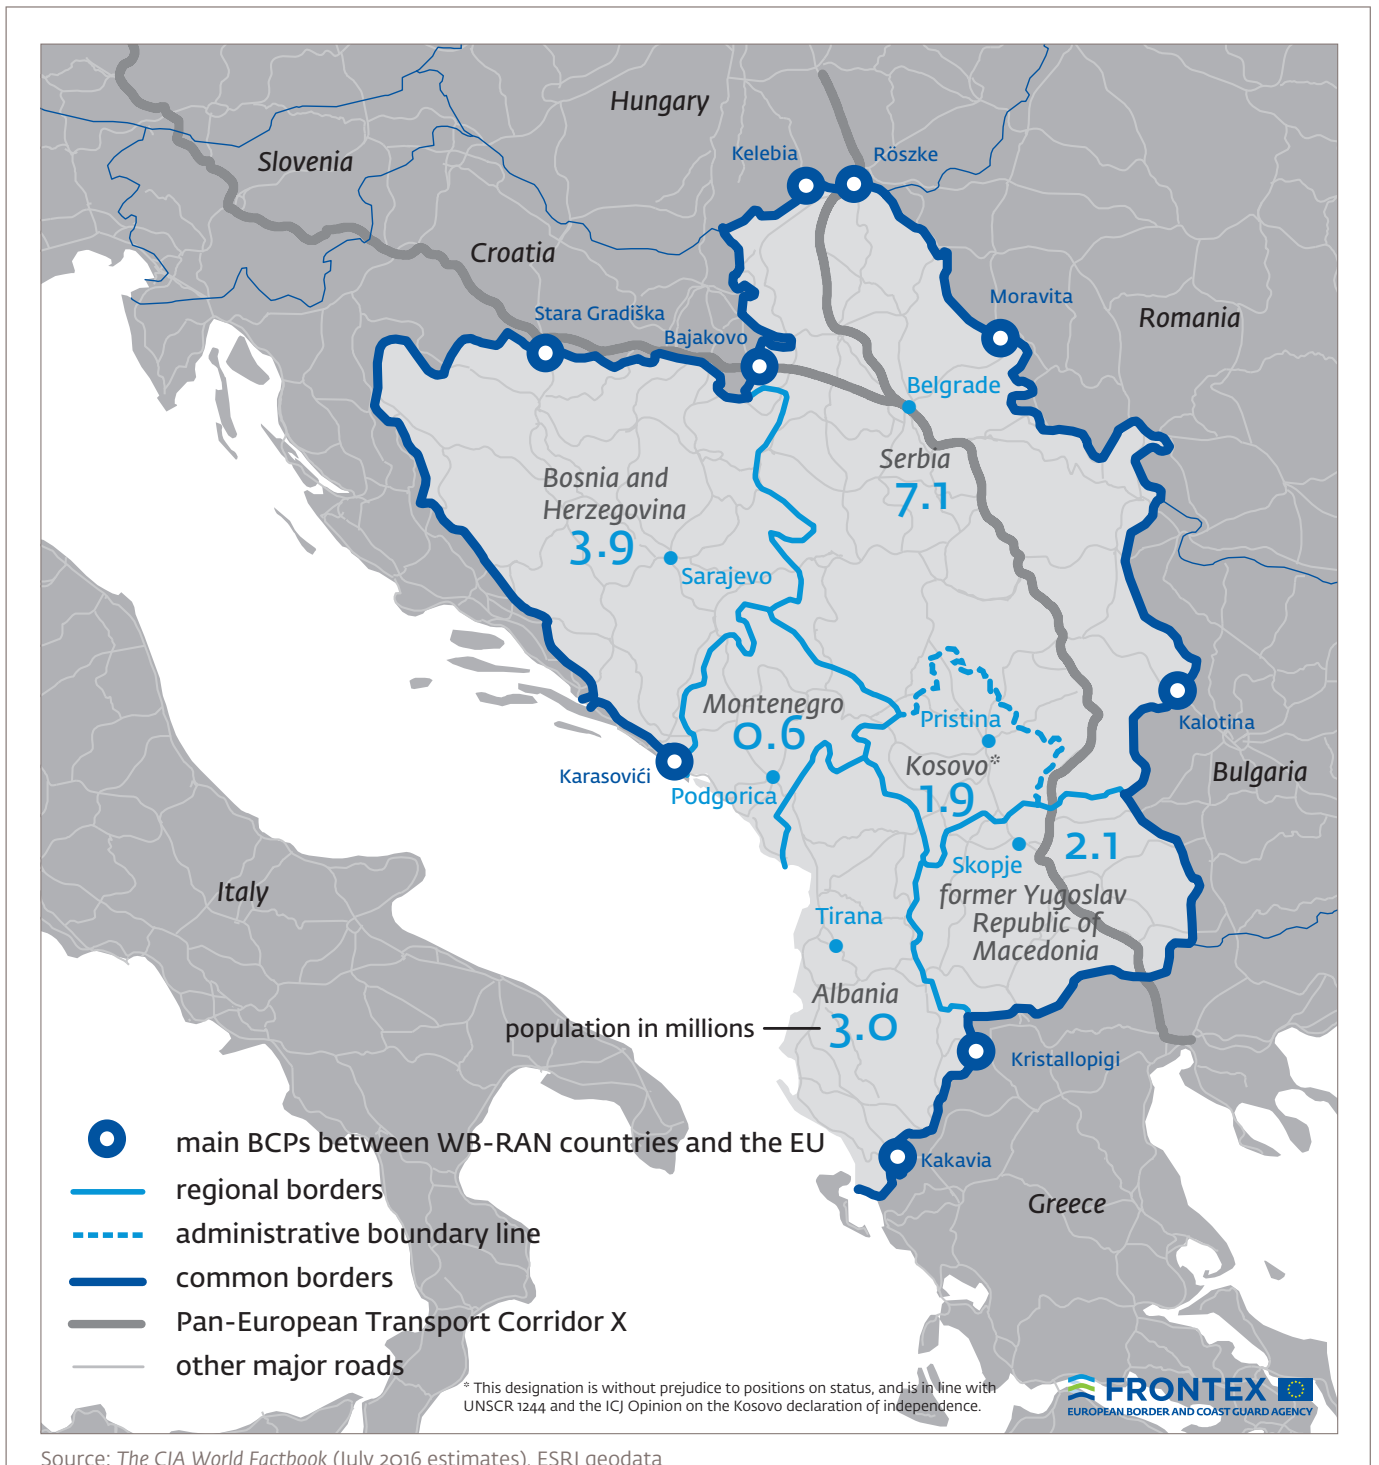 Hungary
Kelebia
Röszke
Slovenia
Croatia
Moravita
Stara Gradiška
Romania
Bajakovo
Belgrade
Serbia
7.1
Bosnia and
Herzegovina
3.9
Sarajevo
Montenegro
0.6
Pristina
Kalotina
Kosovo*
1.9
Karasovići
Podgorica
Bulgaria
2.1
Skopje
former Yugoslav
Republic of
Macedonia
Italy
Tirana
Albania
population in millions
3.0
Kristallopigi
Kakavia
Greece
main BCPs between WB-RAN countries and the EU
regional borders
administrative boundary line
common borders
Pan-European Transport Corridor X
other major roads
* This designation is without prejudice to positions on status, and is in line with
UNSCR 1244 and the ICJ Opinion on the Kosovo declaration of independence.
FRONTEX
EUROPEAN BORDER AND COAST GUARD AGENCY
Source: The CIA World Factbook (July 2016 estimates), ESRI geodata